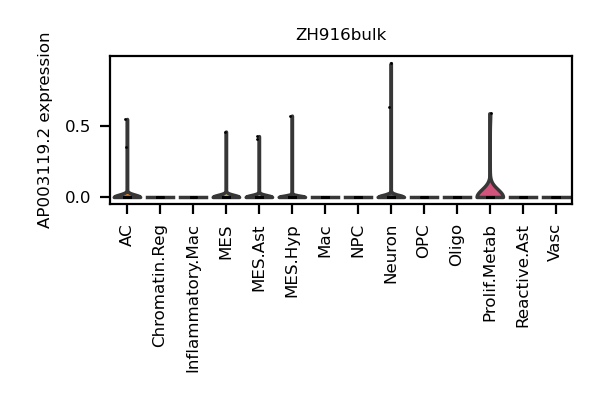 ZH916bulk
AP003119.2 expression
0.5
0.0
AC
Chromatin.Reg
Inflammatory.Mac
MES
MES.Ast
MES.Hyp
Mac
NPC
Neuron
OPC
Oligo
Prolif.Metab
Reactive.Ast
Vasc